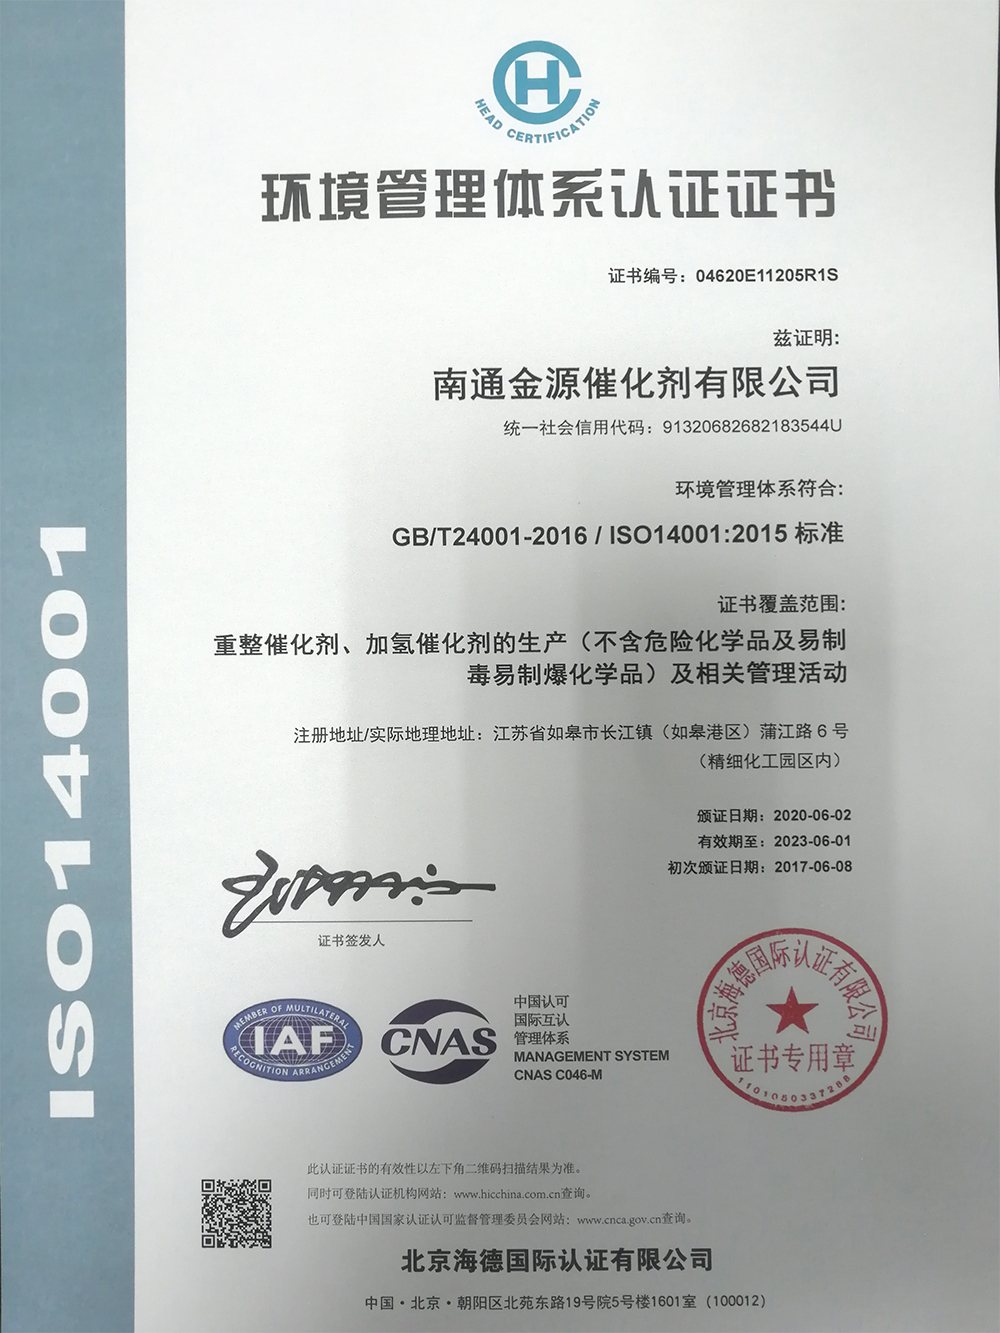 HEAD CERTIFICATION
环境管理体系认证证书
证书编号：04620E11205R1S
兹证明:
南通金源催化剂有限公司
统一社会信用代码：91320682682183544U
环境管理体系符合:
GB/T24001-2016 / ISO14001:2015 标准
证书覆盖范围:
重整催化剂、加氢催化剂的生产（不含危险化学品及易制
毒易制爆化学品）及相关管理活动
注册地址/实际地理地址：江苏省如皋市长江镇（如皋港区）蒲江路 6 号
（精细化工园区内）
颁证日期：2020-06-02
有效期至：2023-06-01
初次颁证日期：2017-06-08
证书签发人
ISO14001
MEMBER OF MULTILATERAL
IAF
RECOGNITION ARRANGEMENT
CNAS
中国认可
国际互认
管理体系
MANAGEMENT SYSTEM
CNAS C046-M
北京海德国际认证有限公司
证书专用章
1101050337288
此认证证书的有效性以左下角二维码扫描结果为准。
同时可登陆认证机构网站：www.hicchina.com.cn查询。
也可登陆中国国家认证认可监督管理委员会网站：www.cnca.gov.cn查询。
北京海德国际认证有限公司
中国・北京・朝阳区北苑东路19号院5号楼1601室（100012）